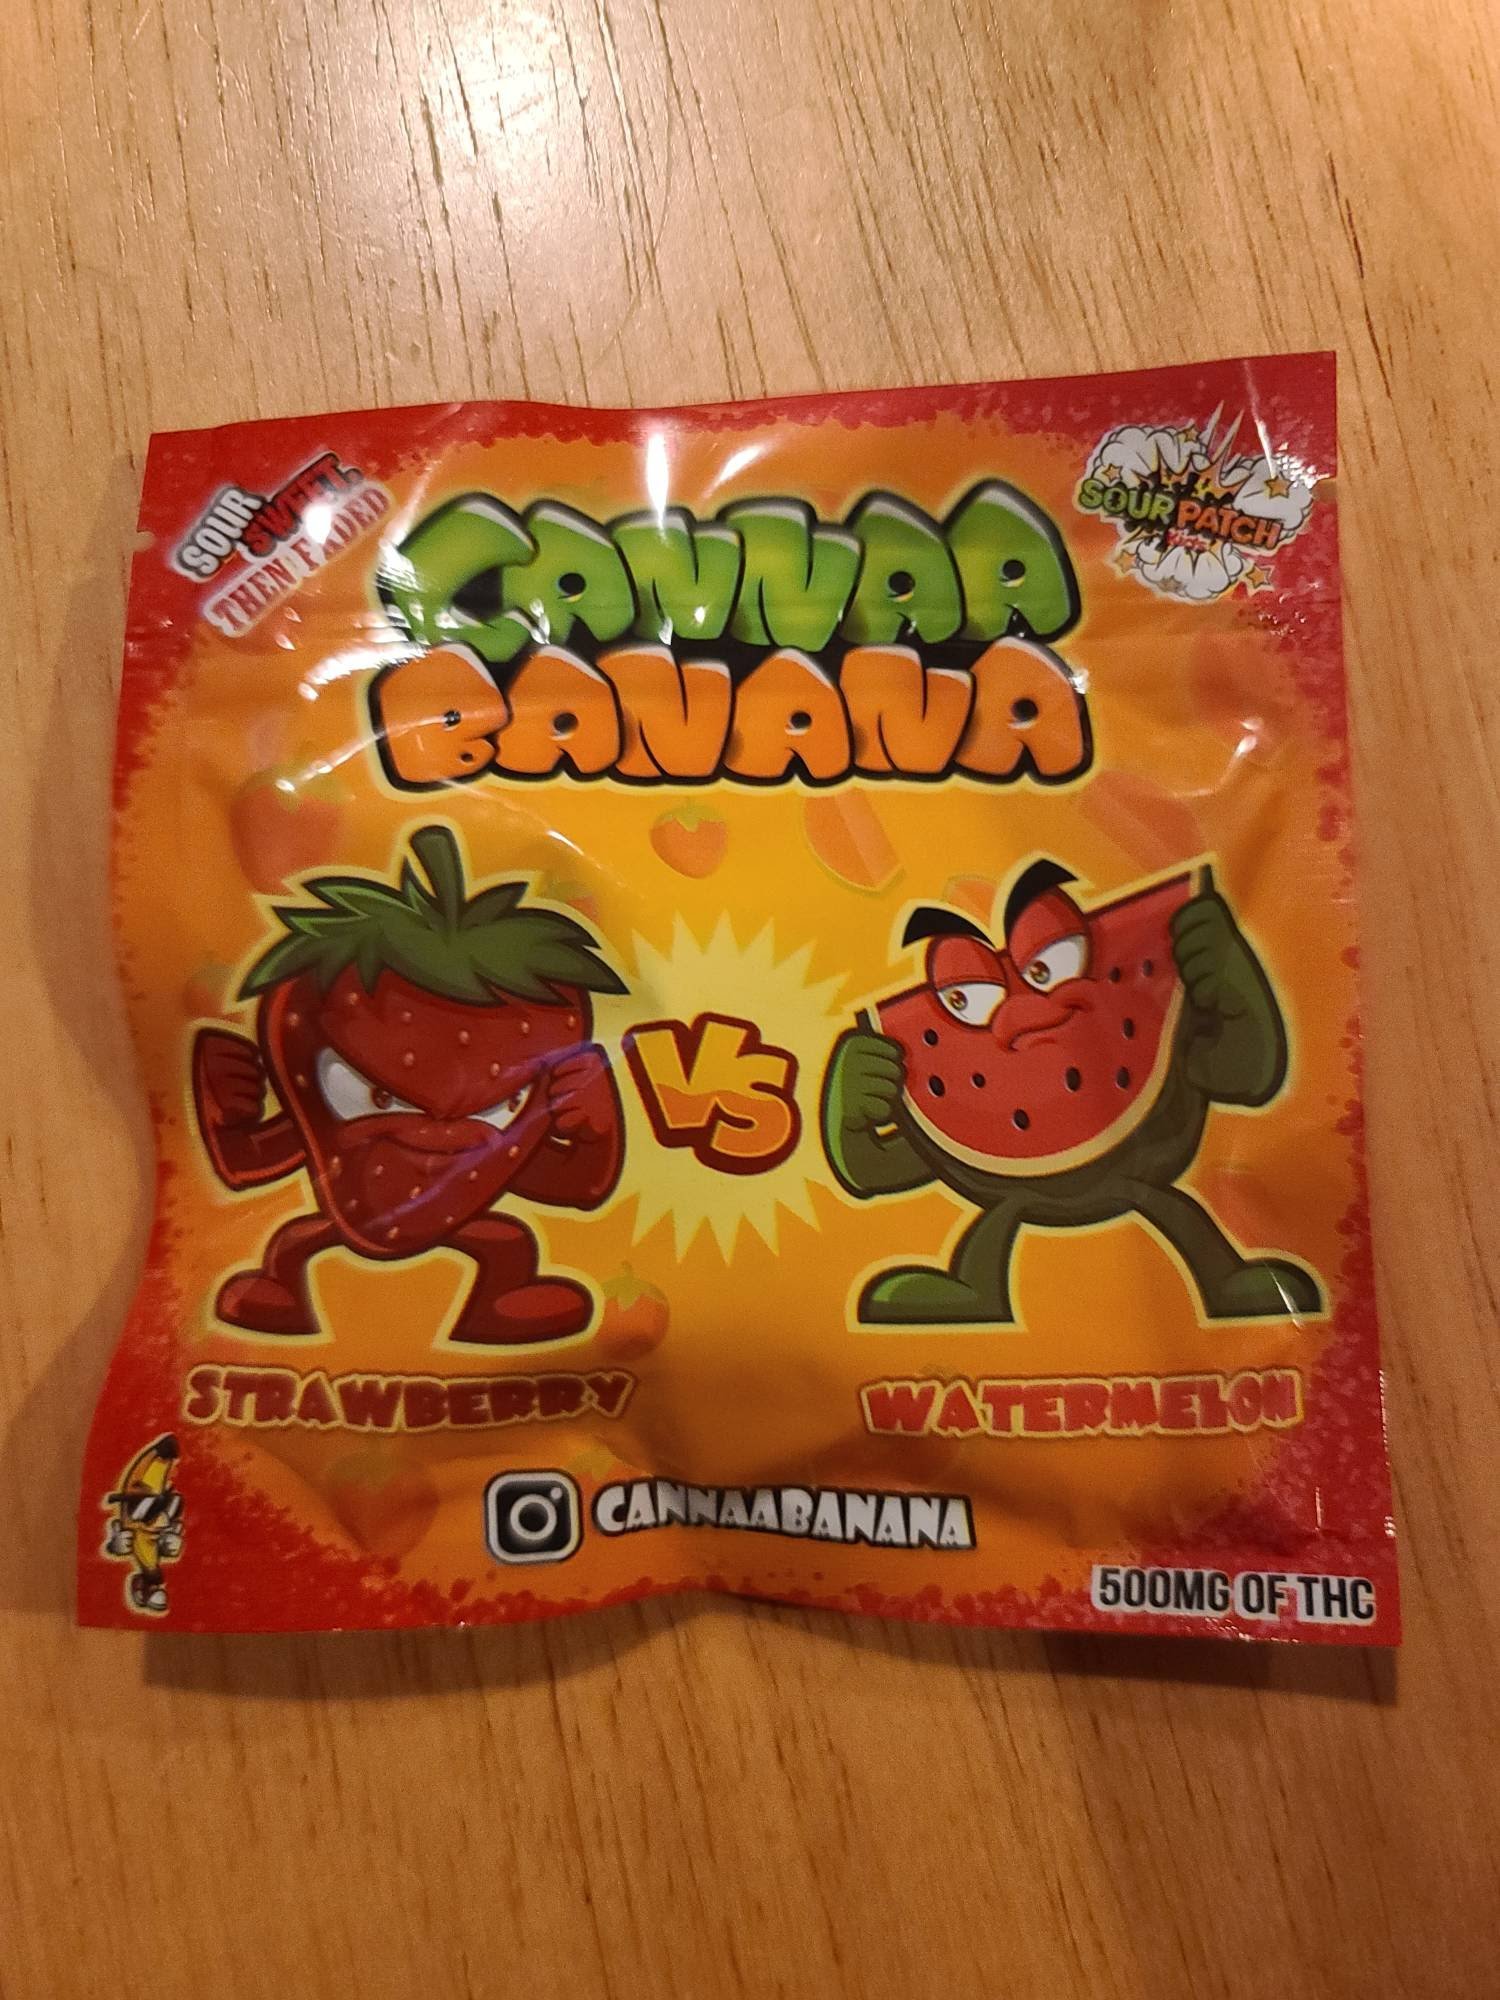 SOUR
SWEET.
THEN FADED
SOUR PATCH
CANNAA
BANANA
VS
STRAWBERRY
WATERMELON
CANNAABANANA
500MG OF THC